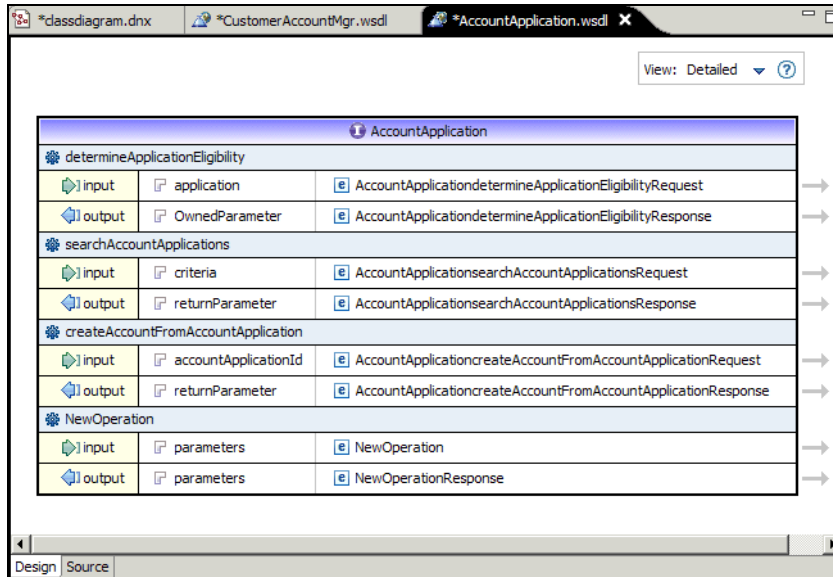 *classdiagram.dnx *CustomerAccountMgr.wsdl *AccountApplication.wsdl
View: Detailed
AccountApplication
determineApplicationEligibility
input application AccountApplicationdetermineApplicationEligibilityRequest
output OwnedParameter AccountApplicationdetermineApplicationEligibilityResponse
searchAccountApplications
input criteria AccountApplicationsearchAccountApplicationsRequest
output returnParameter AccountApplicationsearchAccountApplicationsResponse
createAccountFromAccountApplication
input accountApplicationId AccountApplicationcreateAccountFromAccountApplicationRequest
output returnParameter AccountApplicationcreateAccountFromAccountApplicationResponse
NewOperation
input parameters NewOperation
output parameters NewOperationResponse
Design Source